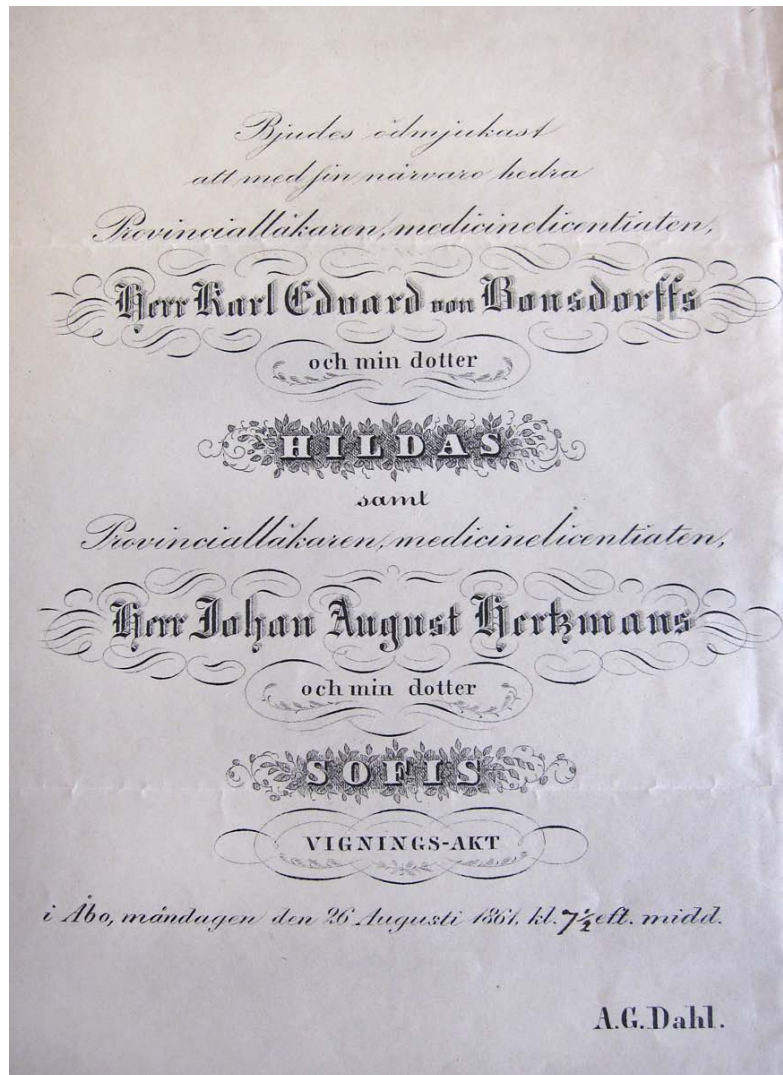 Bjudes ödmjukast
att med sin närvaro hedra
Provincialläkaren, medicinelicentiaten,
Herr Karl Edvard von Bonsdorffs
och min dotter
HILDAS
samt
Provincialläkaren, medicinelicentiaten,
Herr Johan August Hertzmans
och min dotter
SOFIS
VIGNINGS-AKT
i Åbo, måndagen den 26 Augusti 1861, kl. 7½ eft. midd.
A.G. Dahl.